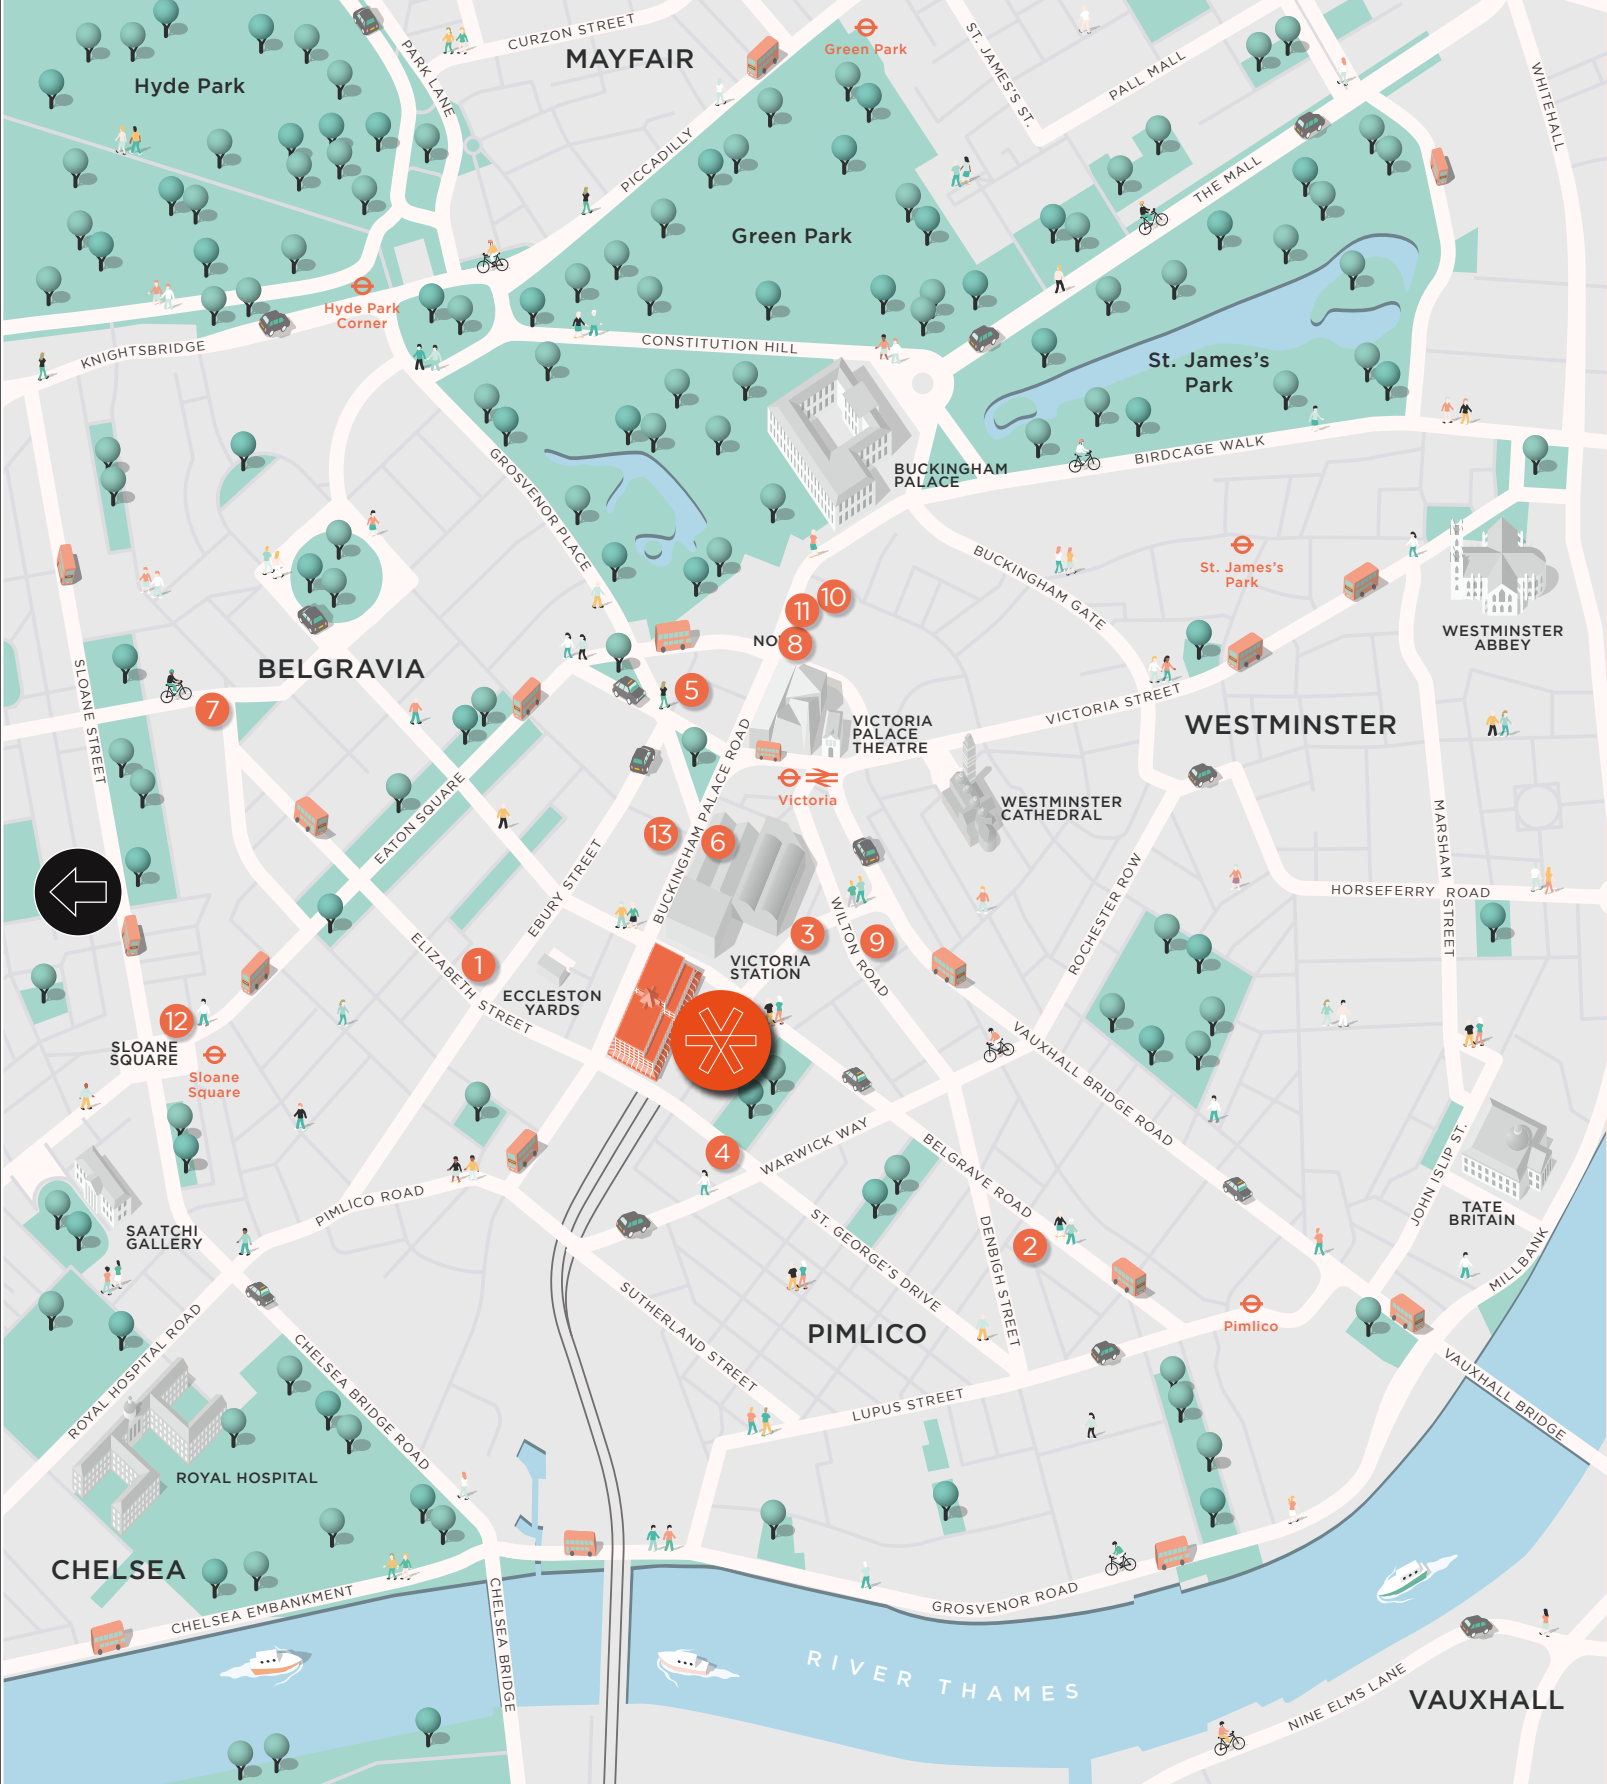 CURZON STREET
MAYFAIR
Green Park
ST. JAMES'S ST.
PALL MALL
WHITEHALL
PARK LANE
Hyde Park
PICCADILLY
THE MALL
Green Park
Hyde Park
Corner
KNIGHTSBRIDGE
CONSTITUTION HILL
St. James's
Park
BIRDCAGE WALK
BUCKINGHAM
PALACE
GROSVENOR PLACE
BUCKINGHAM GATE
St. James's
Park
WESTMINSTER
ABBEY
10
11
8
5
7
BELGRAVIA
SLOANE STREET
VICTORIA
PALACE
THEATRE
VICTORIA STREET
WESTMINSTER
Victoria
WESTMINSTER
CATHEDRAL
EATON SQUARE
BUCKINGHAM PALACE ROAD
13
6
EBURY STREET
MARSHAM STREET
HORSEFERRY ROAD
ROCHESTER ROW
WILTON ROAD
3
9
VICTORIA
STATION
1
ELIZABETH STREET
ECCLESTON
YARDS
12
SLOANE
SQUARE
Sloane
Square
VAUXHALL BRIDGE ROAD
4
WARWICK WAY
BELGRAVE ROAD
PIMLICO ROAD
SAATCHI
GALLERY
JOHN ISLIP ST.
TATE
BRITAIN
MILLBANK
ST. GEORGE'S DRIVE
DENBIGH STREET
2
SUTHERLAND STREET
PIMLICO
Pimlico
ROYAL HOSPITAL ROAD
CHELSEA BRIDGE ROAD
VAUXHALL BRIDGE
LUPUS STREET
ROYAL HOSPITAL
CHELSEA
CHELSEA EMBANKMENT
CHELSEA BRIDGE
GROSVENOR ROAD
RIVER THAMES
NINE ELMS LANE
VAUXHALL